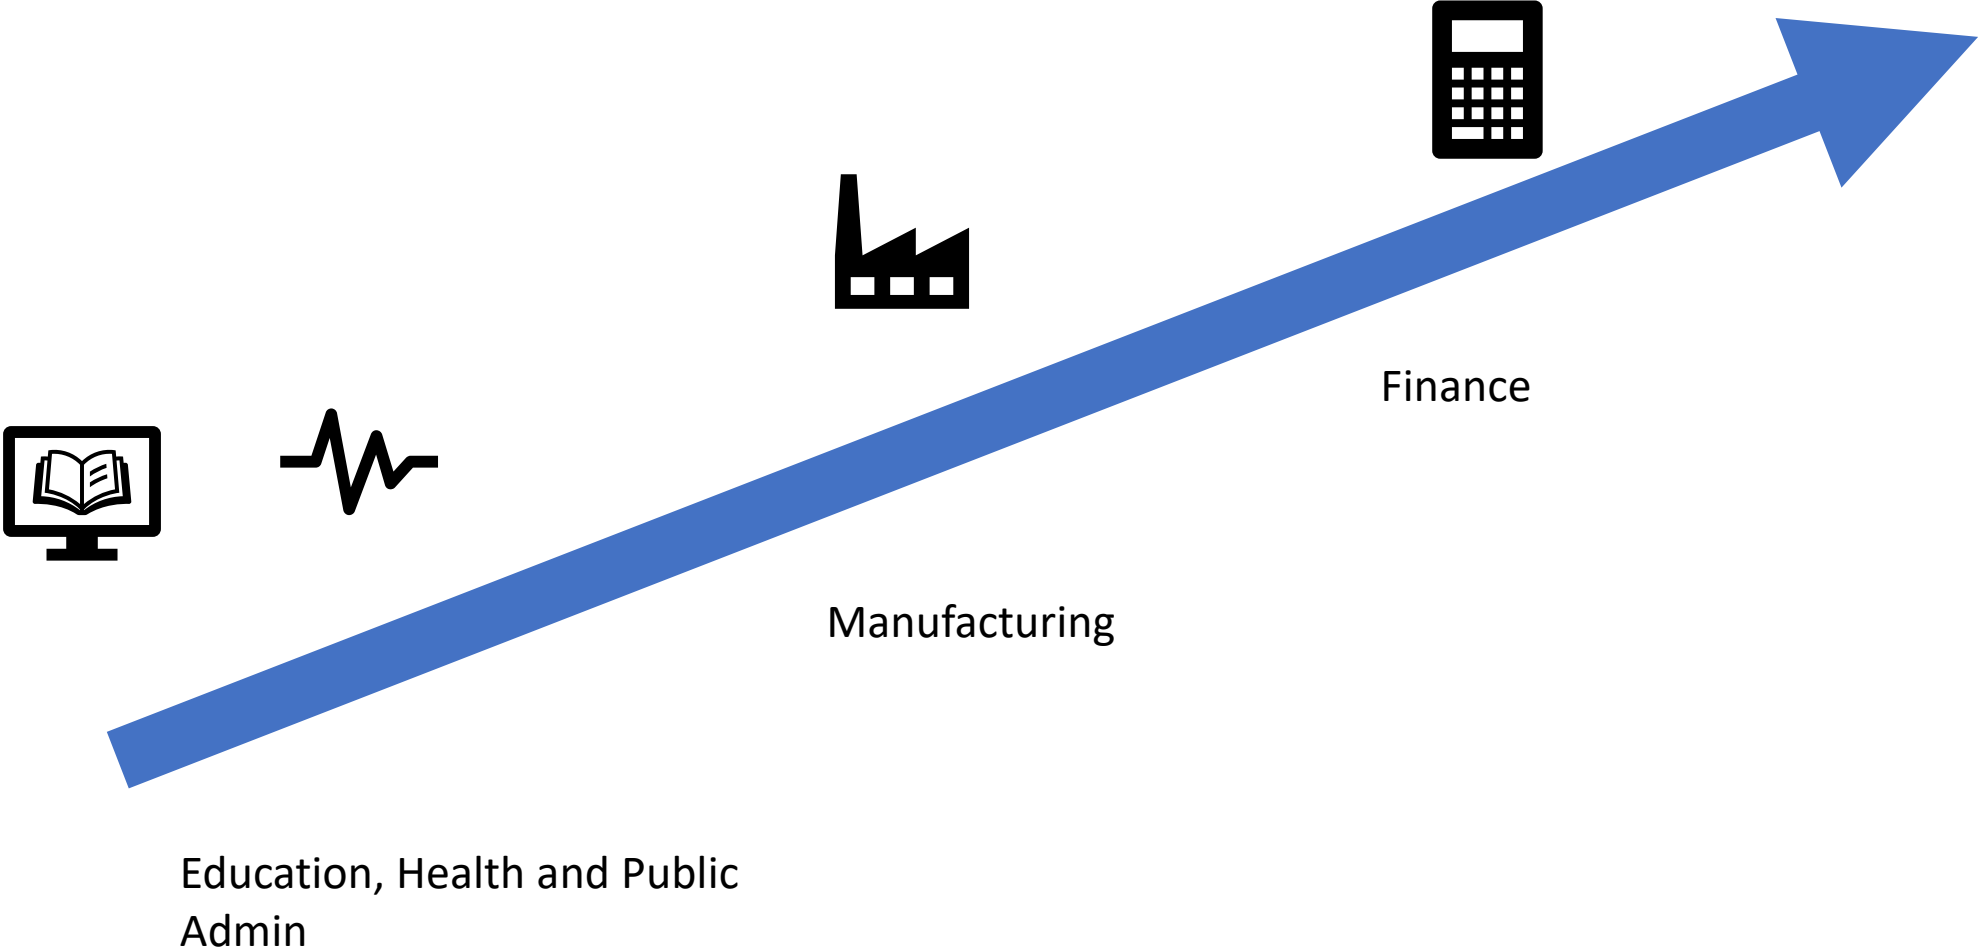 Finance
Manufacturing
Education, Health and Public
Admin